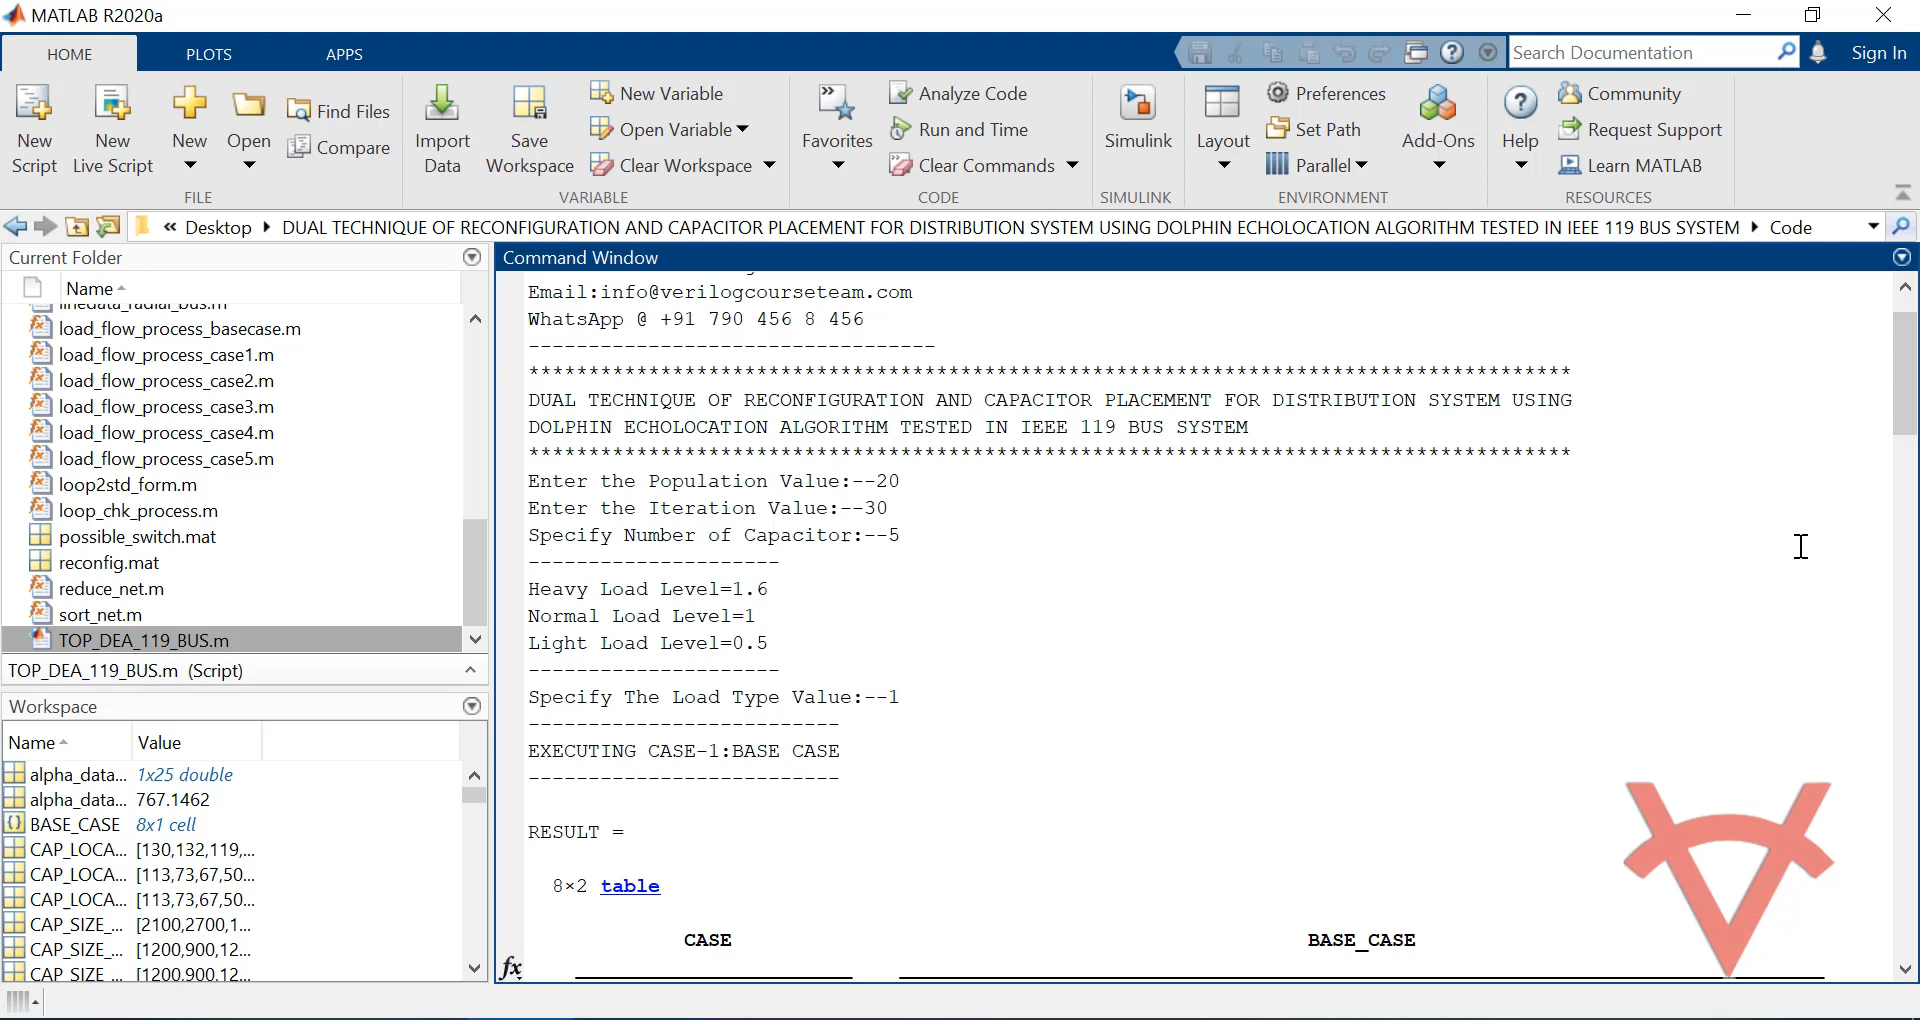 MATLAB R2020a
HOME
PLOTS
APPS
Search Documentation
Sign In
New Script
New Live Script
New
Open
Find Files
Compare
FILE
Import Data
Save Workspace
New Variable
Open Variable
Clear Workspace
VARIABLE
Favorites
Analyze Code
Run and Time
Clear Commands
CODE
Simulink
SIMULINK
Layout
Preferences
Set Path
Parallel
Add-Ons
ENVIRONMENT
Help
Community
Request Support
Learn MATLAB
RESOURCES
« Desktop DUAL TECHNIQUE OF RECONFIGURATION AND CAPACITOR PLACEMENT FOR DISTRIBUTION SYSTEM USING DOLPHIN ECHOLOCATION ALGORITHM TESTED IN IEEE 119 BUS SYSTEM Code
Current Folder
Name
linedata_radial_bus.m
load_flow_process_basecase.m
load_flow_process_case1.m
load_flow_process_case2.m
load_flow_process_case3.m
load_flow_process_case4.m
load_flow_process_case5.m
loop2std_form.m
loop_chk_process.m
possible_switch.mat
reconfig.mat
reduce_net.m
sort_net.m
TOP_DEA_119_BUS.m
TOP_DEA_119_BUS.m (Script)
Workspace
Name Value
alpha_data... 1x25 double
alpha_data... 767.1462
BASE_CASE 8x1 cell
CAP_LOCA... [130,132,119,...
CAP_LOCA... [113,73,67,50...
CAP_LOCA... [113,73,67,50...
CAP_SIZE_... [2100,2700,1...
CAP_SIZE_... [1200,900,12...
CAP_SIZE_... [1200,900,12...
Command Window
Email:info@verilogcourseteam.com
WhatsApp @ +91 790 456 8 456
----------------------------------
***************************************************************************************
DUAL TECHNIQUE OF RECONFIGURATION AND CAPACITOR PLACEMENT FOR DISTRIBUTION SYSTEM USING
DOLPHIN ECHOLOCATION ALGORITHM TESTED IN IEEE 119 BUS SYSTEM
***************************************************************************************
Enter the Population Value:--20
Enter the Iteration Value:--30
Specify Number of Capacitor:--5
---------------------
Heavy Load Level=1.6
Normal Load Level=1
Light Load Level=0.5
---------------------
Specify The Load Type Value:--1
--------------------------
EXECUTING CASE-1:BASE CASE
--------------------------
RESULT =
8×2 table
CASE BASE_CASE
fx